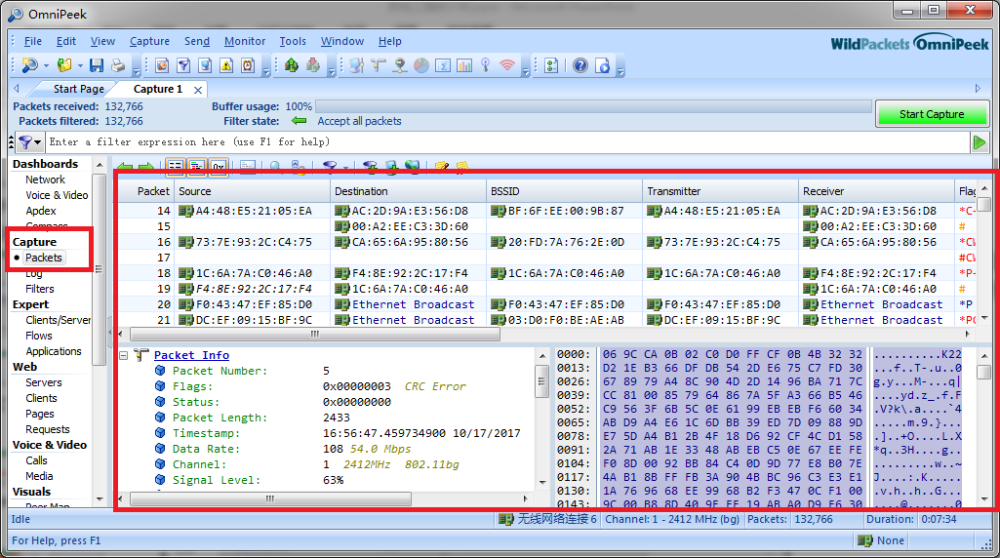 OmniPeek
File Edit View Capture Send Monitor Tools Window Help
WildPackets OmniPeek
Start Page Capture 1
Packets received: 132,766 Buffer usage: 100%
Packets filtered: 132,766 Filter state: Accept all packets
Start Capture
Enter a filter expression here (use F1 for help)
Dashboards
Network
Voice & Video
Apdex
Compass
Capture
Packets
Log
Filters
Expert
Clients/Server
Flows
Applications
Web
Servers
Clients
Pages
Requests
Voice & Video
Calls
Media
Visuals
Peer Map
Packet Source Destination BSSID Transmitter Receiver Flag
14 A4:48:E5:21:05:EA AC:2D:9A:E3:56:D8 BF:6F:EE:00:9B:87 A4:48:E5:21:05:EA AC:2D:9A:E3:56:D8 *C-
15 00:A2:EE:C3:3D:60 00:A2:EE:C3:3D:60 #
16 73:7E:93:2C:C4:75 CA:65:6A:95:80:56 20:FD:7A:76:2E:0D 73:7E:93:2C:C4:75 CA:65:6A:95:80:56 *CW
17 #CW
18 1C:6A:7A:C0:46:A0 F4:8E:92:2C:17:F4 1C:6A:7A:C0:46:A0 1C:6A:7A:C0:46:A0 F4:8E:92:2C:17:F4 *P-
19 F4:8E:92:2C:17:F4 1C:6A:7A:C0:46:A0 1C:6A:7A:C0:46:A0 #
20 F0:43:47:EF:85:D0 Ethernet Broadcast F0:43:47:EF:85:D0 F0:43:47:EF:85:D0 Ethernet Broadcast *P
21 DC:EF:09:15:BF:9C Ethernet Broadcast 03:D0:F0:BE:AE:AB DC:EF:09:15:BF:9C Ethernet Broadcast *PC
Packet Info
Packet Number: 5
Flags: 0x00000003 CRC Error
Status: 0x00000000
Packet Length: 2433
Timestamp: 16:56:47.459734900 10/17/2017
Data Rate: 108 54.0 Mbps
Channel: 1 2412MHz 802.11bg
Signal Level: 63%
0000: 06 9C CA 0B 02 C0 D0 FF CF 0B 4B 32 32 ..........K22
0013: D2 1E B3 66 DF DB 54 2D E6 75 C7 FD 30 ...f..T-.u..0
0026: 67 89 79 A4 8C 90 4D 2D 14 96 BA 71 7C g.y...M-...q|
0039: CC 81 00 85 79 64 86 7A 5F A3 66 B5 46 ....yd.z_.f.F
0052: C9 56 3F 6B 5C 0E 61 99 EB EB F6 60 34 .V?k\.a....`4
0065: AB D9 A4 E6 1C 6D BB 39 ED 7D 09 88 9D .....m.9.}...
0078: E7 5D A4 B1 2B 4F 18 D6 92 CF 4C D1 58 .]..+O....L.X
0091: 2A 71 AB 1E 33 48 AB EB C5 0E 67 EE FE *q..3H....g..
0104: F0 8D 00 92 BB 84 C4 0D 9D 77 E8 B0 7E .........w..~
0117: 4A B1 8B FF FB 3A 90 4B BC 96 C3 E3 E1 J....:.K.....
0130: 1A 76 96 68 EE 99 68 B2 F3 47 0C F1 00 .v.h..h..G...
0143: 9C 00 B8 8D 40 9E EE 19 AB A0 D9 F6 30 ....@.......0
Idle 无线网络连接 6 Channel: 1 - 2412 MHz (bg) Packets: 132,766 Duration: 0:07:34
For Help, press F1 None